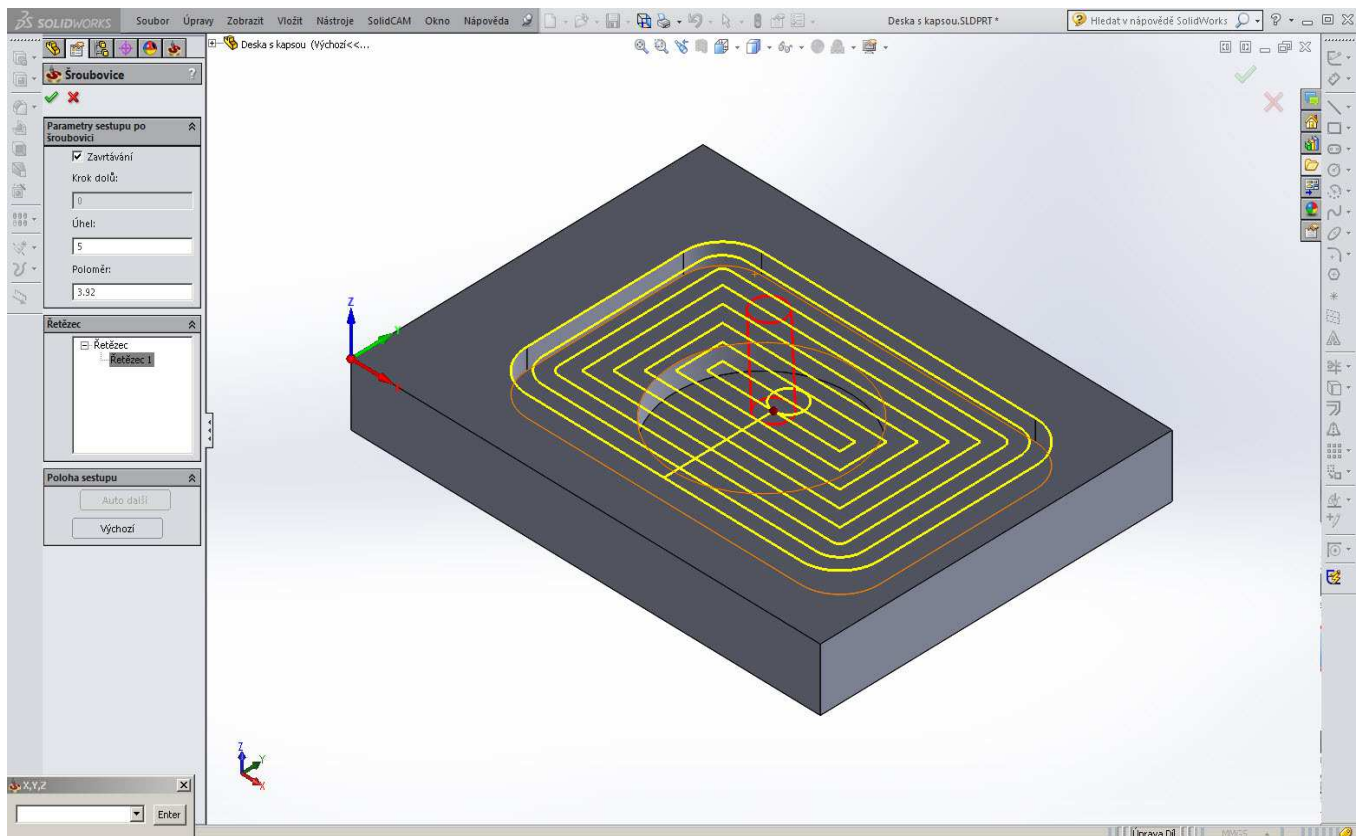 SOLIDWORKS Soubor Úpravy Zobrazit Vložit Nástroje SolidCAM Okno Nápověda Deska s kapsou.SLDPRT * Hledat v nápovědě SolidWorks
Deska s kapsou (Výchozí<<...
Šroubovice ?
Parametry sestupu po šroubovici
Zavrtávání
Krok dolů:
0
Úhel:
5
Poloměr:
3.92
Řetězec
Řetězec
Řetězec 1
Poloha sestupu
Auto další
Výchozí
Z
Y
X
Z
Y
X
X,Y,Z
Enter
Úprava Díl MMGS